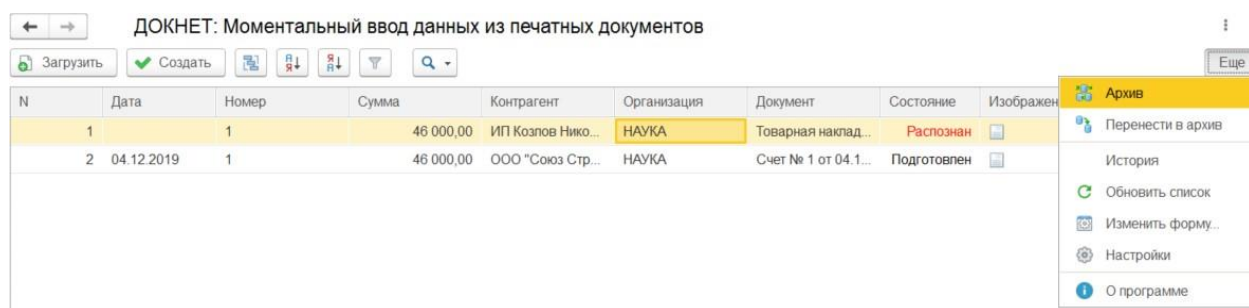 ДОКНЕТ: Моментальный ввод данных из печатных документов
Загрузить Создать Еще
N Дата Номер Сумма Контрагент Организация Документ Состояние Изображен
1 1 46 000,00 ИП Козлов Нико... НАУКА Товарная наклад... Распознан
2 04.12.2019 1 46 000,00 ООО "Союз Стр... НАУКА Счет № 1 от 04.1... Подготовлен
Архив
Перенести в архив
История
Обновить список
Изменить форму...
Настройки
О программе